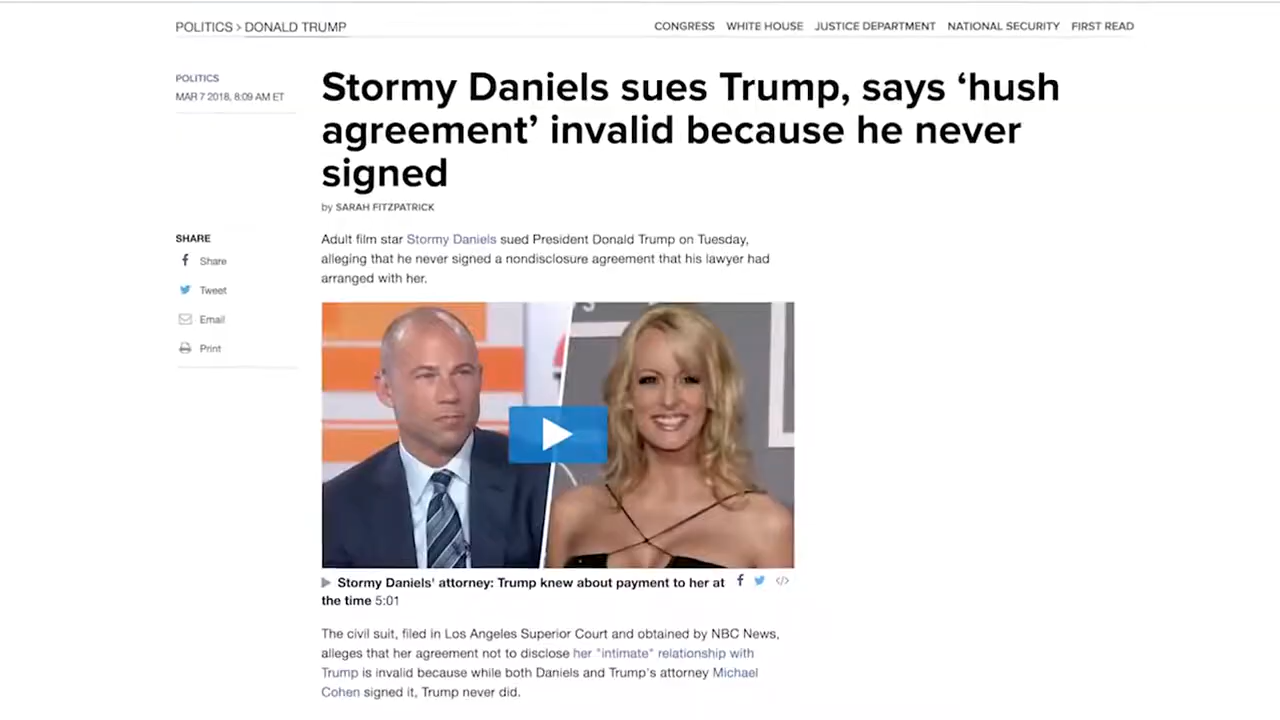 POLITICS > DONALD TRUMP
CONGRESS WHITE HOUSE JUSTICE DEPARTMENT NATIONAL SECURITY FIRST READ
POLITICS
MAR 7 2018, 8:09 AM ET
Stormy Daniels sues Trump, says ‘hush
agreement’ invalid because he never
signed
by SARAH FITZPATRICK
SHARE
Share
Tweet
Email
Print
Adult film star Stormy Daniels sued President Donald Trump on Tuesday,
alleging that he never signed a nondisclosure agreement that his lawyer had
arranged with her.
Stormy Daniels' attorney: Trump knew about payment to her at
the time 5:01
The civil suit, filed in Los Angeles Superior Court and obtained by NBC News,
alleges that her agreement not to disclose her "intimate" relationship with
Trump is invalid because while both Daniels and Trump's attorney Michael
Cohen signed it, Trump never did.